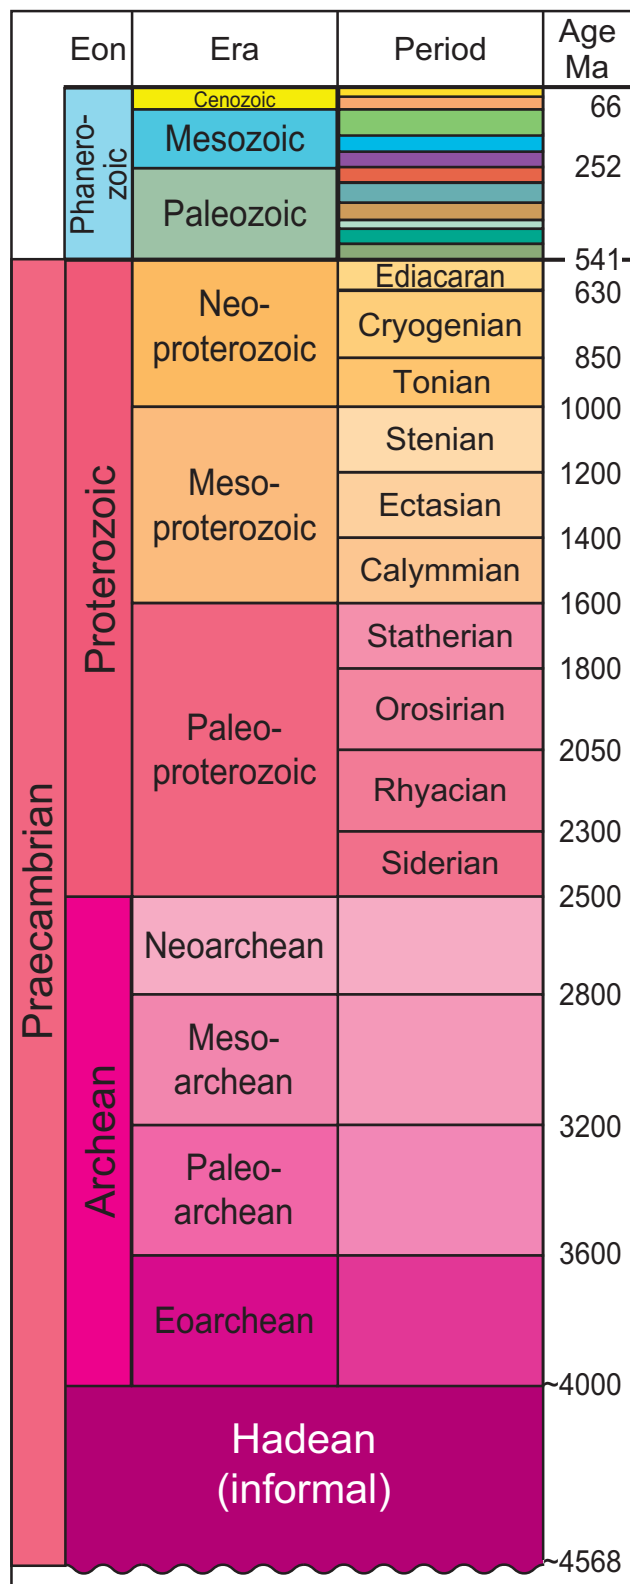 Eon
Era
Period
Age
Ma
Phanero-
zoic
Cenozoic
66
Mesozoic
252
Paleozoic
541
Praecambrian
Proterozoic
Neo-
proterozoic
Ediacaran
630
Cryogenian
850
Tonian
1000
Meso-
proterozoic
Stenian
1200
Ectasian
1400
Calymmian
1600
Paleo-
proterozoic
Statherian
1800
Orosirian
2050
Rhyacian
2300
Siderian
2500
Archean
Neoarchean
2800
Meso-
archean
3200
Paleo-
archean
3600
Eoarchean
~4000
Hadean
(informal)
~4568